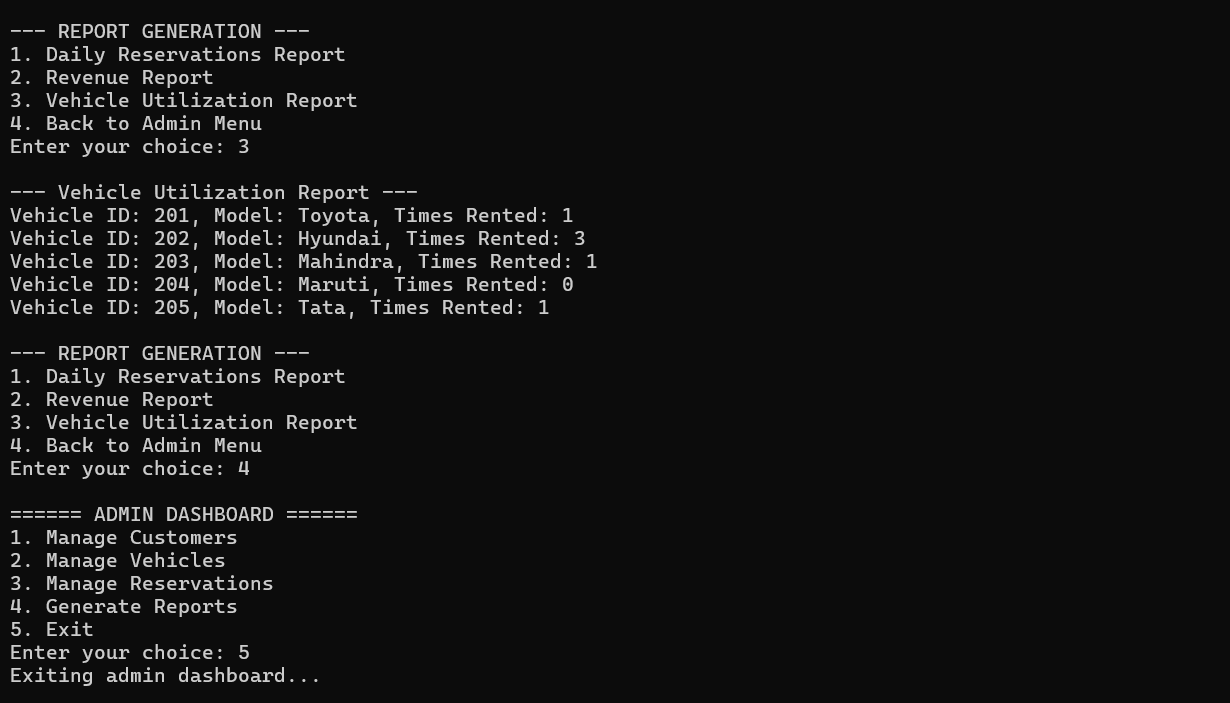 --- REPORT GENERATION ---
1. Daily Reservations Report
2. Revenue Report
3. Vehicle Utilization Report
4. Back to Admin Menu
Enter your choice: 3
--- Vehicle Utilization Report ---
Vehicle ID: 201, Model: Toyota, Times Rented: 1
Vehicle ID: 202, Model: Hyundai, Times Rented: 3
Vehicle ID: 203, Model: Mahindra, Times Rented: 1
Vehicle ID: 204, Model: Maruti, Times Rented: 0
Vehicle ID: 205, Model: Tata, Times Rented: 1
--- REPORT GENERATION ---
1. Daily Reservations Report
2. Revenue Report
3. Vehicle Utilization Report
4. Back to Admin Menu
Enter your choice: 4
====== ADMIN DASHBOARD ======
1. Manage Customers
2. Manage Vehicles
3. Manage Reservations
4. Generate Reports
5. Exit
Enter your choice: 5
Exiting admin dashboard...